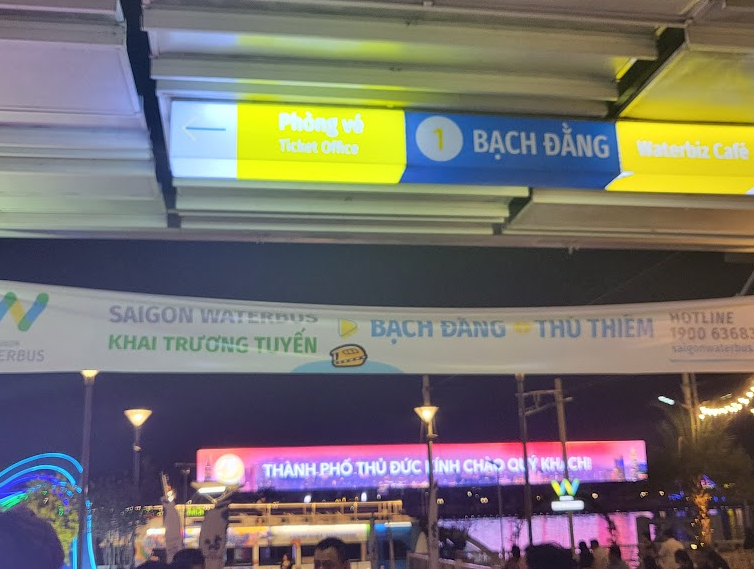 Phòng vé
Ticket Office
1
BẠCH ĐẰNG
Waterbiz Café
SAIGON WATERBUS
KHAI TRƯƠNG TUYẾN
BẠCH ĐẰNG
THỦ THIÊM
HOTLINE
1900 63683
saigonwaterbus
THÀNH PHỐ THỦ ĐỨC KÍNH CHÀO QUÝ KHÁCH!